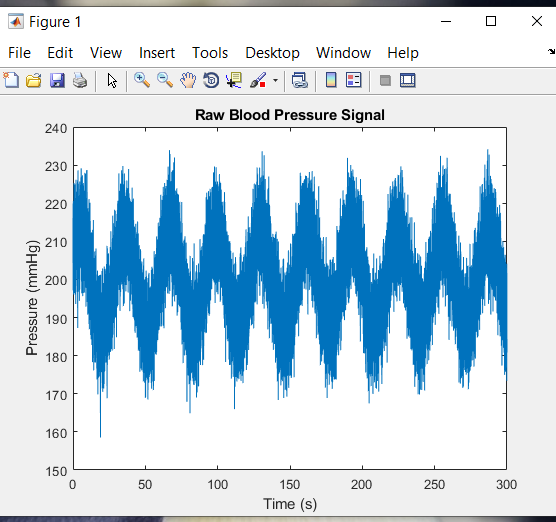 Figure 1
File Edit View Insert Tools Desktop Window Help
Raw Blood Pressure Signal
240
230
220
210
200
190
180
170
160
150
Pressure (mmHg)
0 50 100 150 200 250 300
Time (s)